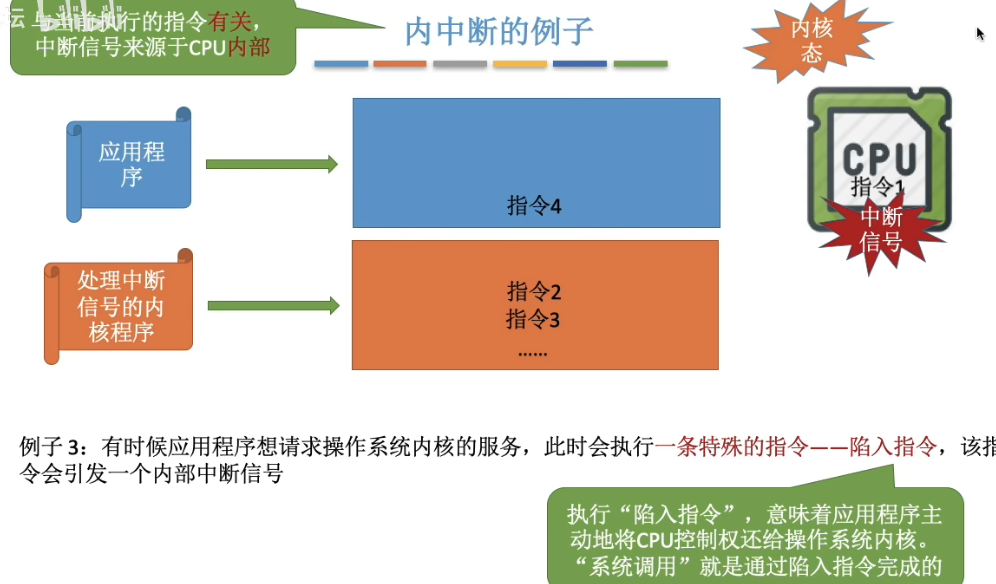 与当前执行的指令有关，
中断信号来源于CPU内部
内中断的例子
内核
态
应用程
序
指令4
CPU
指令1
中断
信号
处理中断
信号的内
核程序
指令2
指令3
……
例子 3：有时候应用程序想请求操作系统内核的服务，此时会执行一条特殊的指令——陷入指令，该指
令会引发一个内部中断信号
执行“陷入指令”，意味着应用程序主
动地将CPU控制权还给操作系统内核。
“系统调用”就是通过陷入指令完成的